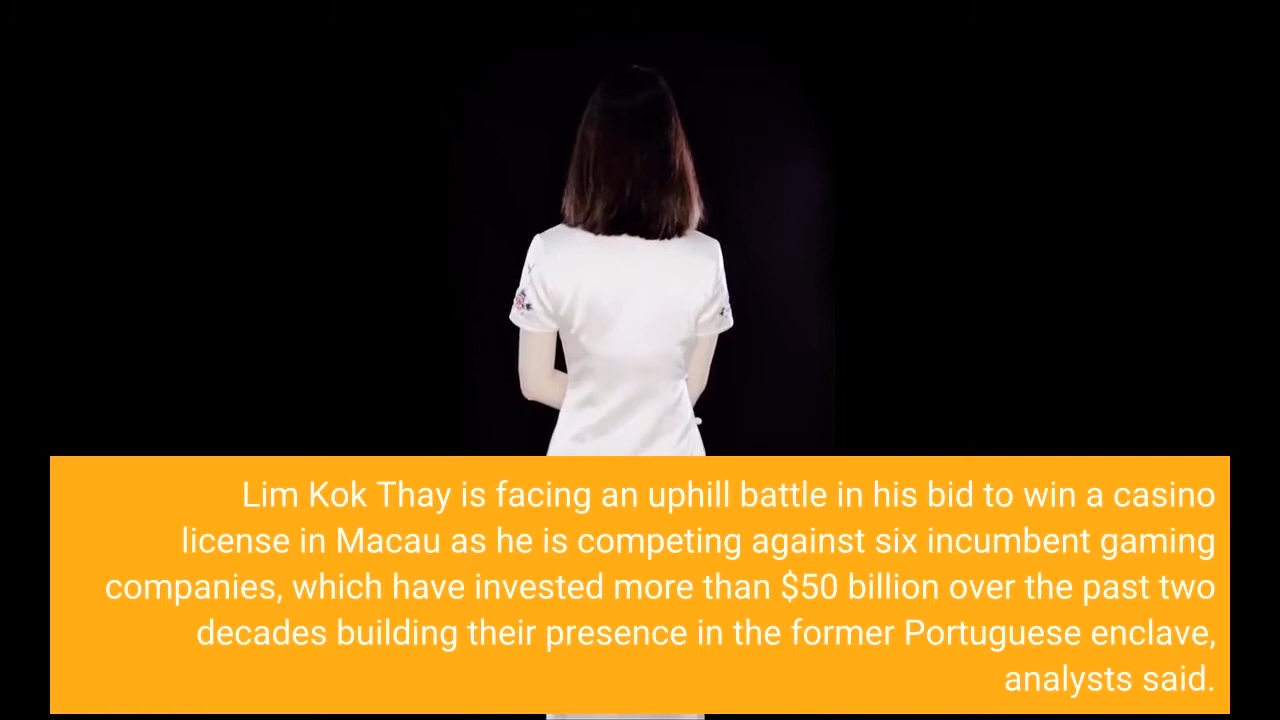 Lim Kok Thay is facing an uphill battle in his bid to win a casino
license in Macau as he is competing against six incumbent gaming
companies, which have invested more than $50 billion over the past two
decades building their presence in the former Portuguese enclave,
analysts said.